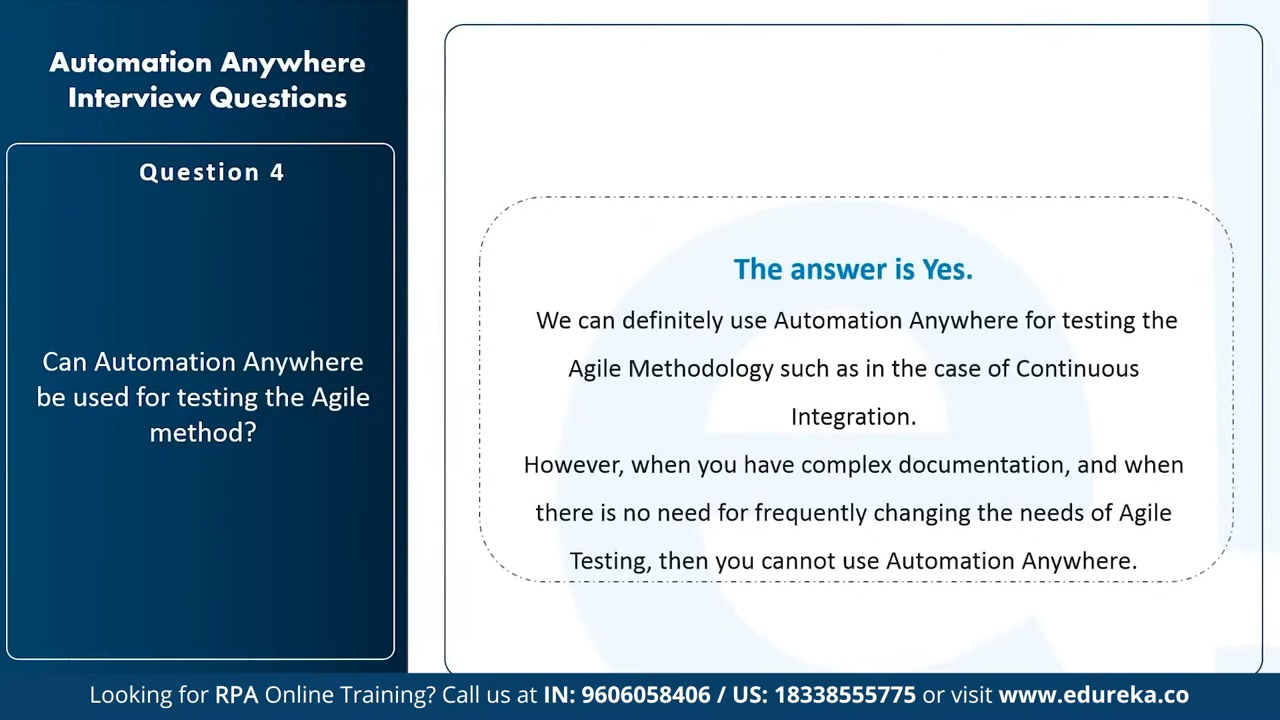 Automation Anywhere
Interview Questions
Question 4
Can Automation Anywhere
be used for testing the Agile
method?
The answer is Yes.
We can definitely use Automation Anywhere for testing the
Agile Methodology such as in the case of Continuous
Integration.
However, when you have complex documentation, and when
there is no need for frequently changing the needs of Agile
Testing, then you cannot use Automation Anywhere.
Looking for RPA Online Training? Call us at IN: 9606058406 / US: 18338555775 or visit www.edureka.co